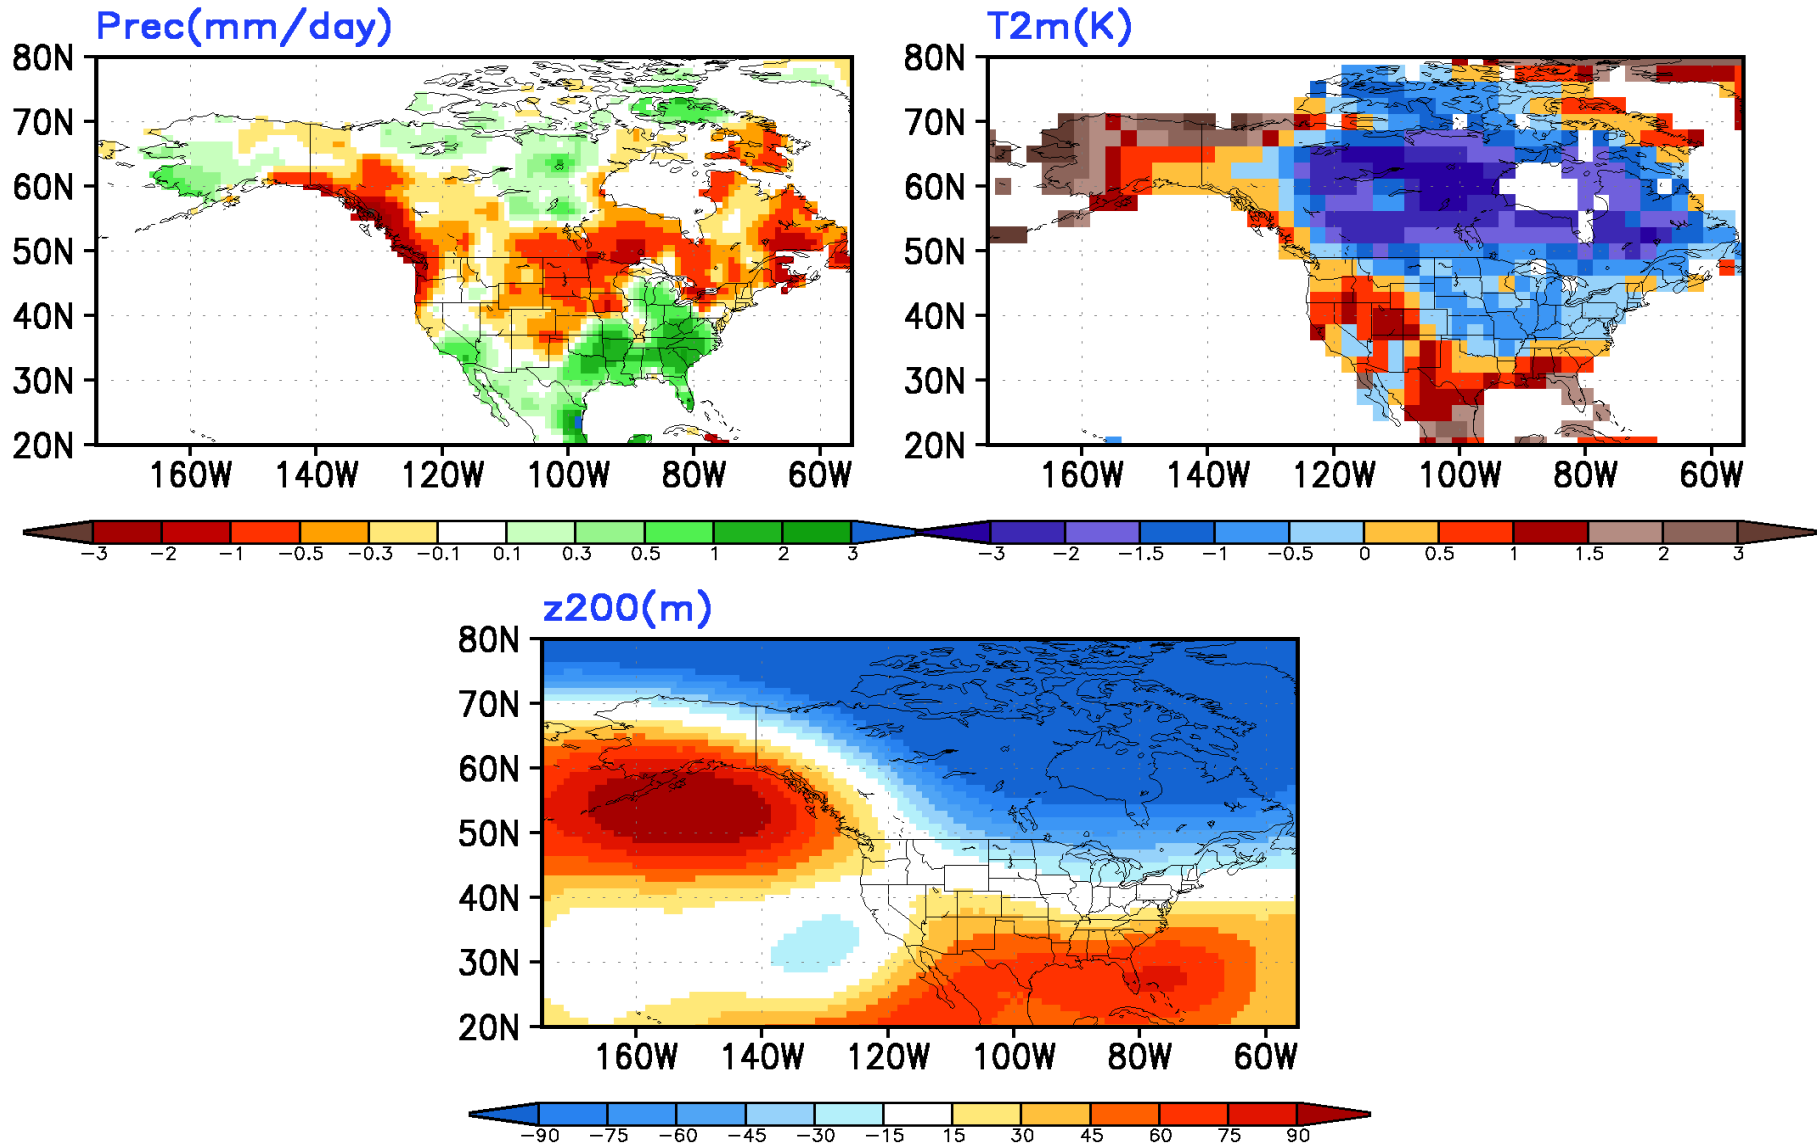 Prec(mm/day)
T2m(K)
80N
70N
60N
50N
40N
30N
20N
160W 140W 120W 100W 80W 60W
80N
70N
60N
50N
40N
30N
20N
160W 140W 120W 100W 80W 60W
−3 −2 −1 −0.5 −0.3 −0.1 0.1 0.3 0.5 1 2 3
−3 −2 −1.5 −1 −0.5 0 0.5 1 1.5 2 3
z200(m)
80N
70N
60N
50N
40N
30N
20N
160W 140W 120W 100W 80W 60W
−90 −75 −60 −45 −30 −15 15 30 45 60 75 90